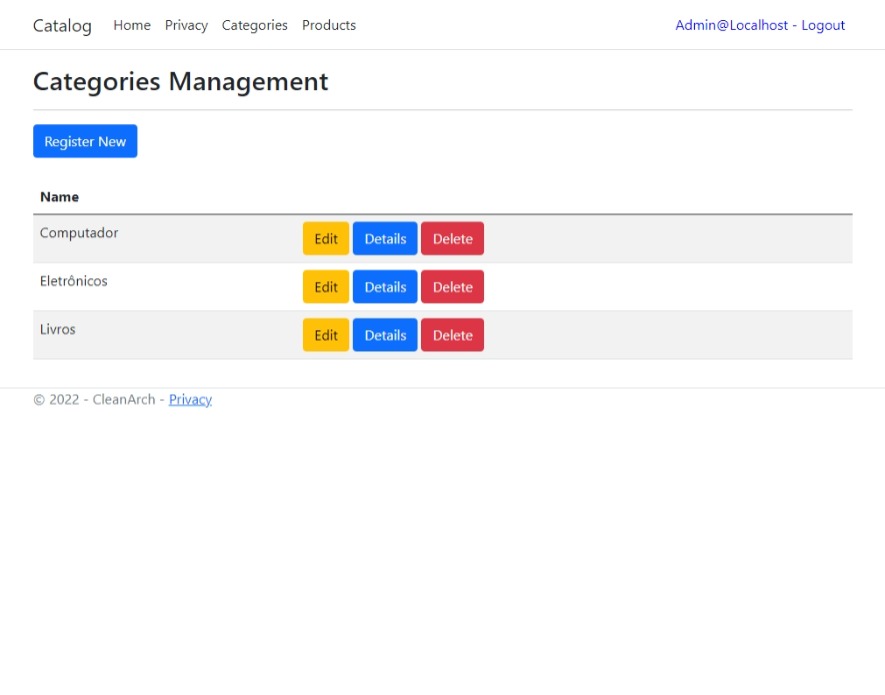 Catalog Home Privacy Categories Products Admin@Localhost - Logout
Categories Management
Register New
Name
Computador Edit Details Delete
Eletrônicos Edit Details Delete
Livros Edit Details Delete
© 2022 - CleanArch - Privacy